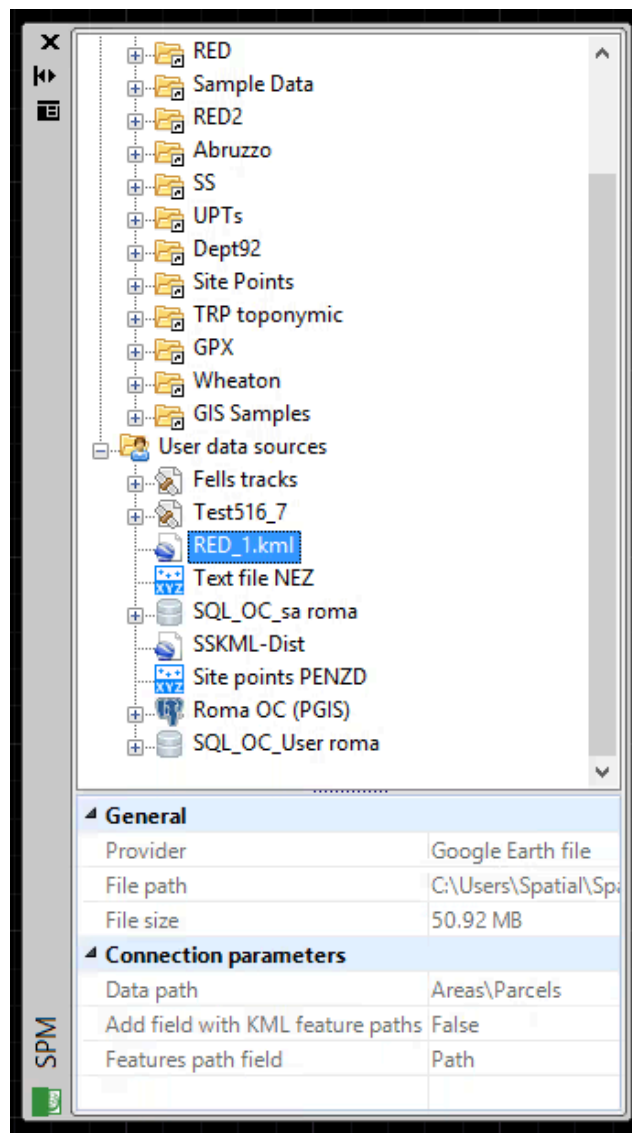 RED
Sample Data
RED2
Abruzzo
SS
UPTs
Dept92
Site Points
TRP toponymic
GPX
Wheaton
GIS Samples
User data sources
Fells tracks
Test516_7
RED_1.kml
XYZ Text file NEZ
SQL_OC_sa roma
SSKML-Dist
XYZ Site points PENZD
Roma OC (PGIS)
SQL_OC_User roma
General
Provider Google Earth file
File path C:\Users\Spatial\Spa
File size 50.92 MB
Connection parameters
Data path Areas\Parcels
Add field with KML feature paths False
Features path field Path
SPM